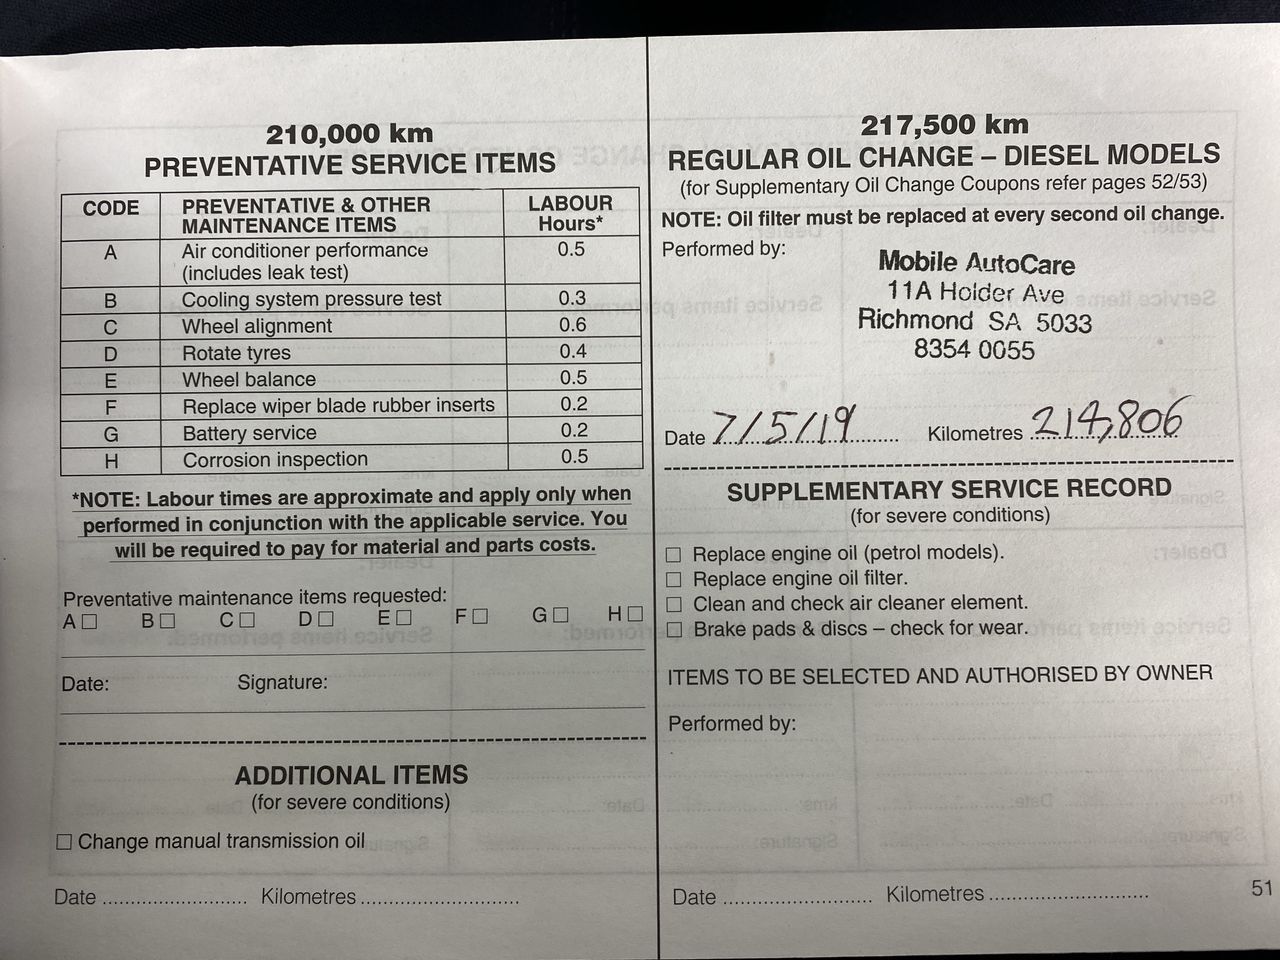 210,000 km
PREVENTATIVE SERVICE ITEMS
CODE PREVENTATIVE & OTHER MAINTENANCE ITEMS LABOUR Hours*
A Air conditioner performance (includes leak test) 0.5
B Cooling system pressure test 0.3
C Wheel alignment 0.6
D Rotate tyres 0.4
E Wheel balance 0.5
F Replace wiper blade rubber inserts 0.2
G Battery service 0.2
H Corrosion inspection 0.5
*NOTE: Labour times are approximate and apply only when
performed in conjunction with the applicable service. You
will be required to pay for material and parts costs.
Preventative maintenance items requested:
A☐ B☐ C☐ D☐ E☐ F☐ G☐ H☐
Date: Signature:
ADDITIONAL ITEMS
(for severe conditions)
☐ Change manual transmission oil
Date ......................... Kilometres ............................
217,500 km
REGULAR OIL CHANGE – DIESEL MODELS
(for Supplementary Oil Change Coupons refer pages 52/53)
NOTE: Oil filter must be replaced at every second oil change.
Performed by:
Mobile AutoCare
11A Holder Ave
Richmond SA 5033
8354 0055
Date 7/5/19 Kilometres 214,806
SUPPLEMENTARY SERVICE RECORD
(for severe conditions)
☐ Replace engine oil (petrol models).
☐ Replace engine oil filter.
☐ Clean and check air cleaner element.
☐ Brake pads & discs – check for wear.
ITEMS TO BE SELECTED AND AUTHORISED BY OWNER
Performed by:
Date .......................... Kilometres ............................
51